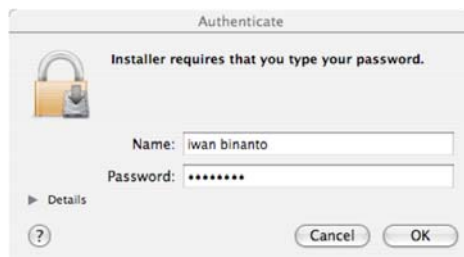 Authenticate
Installer requires that you type your password.
Name: iwan binanto
Password: ••••••••
Details
? Cancel OK